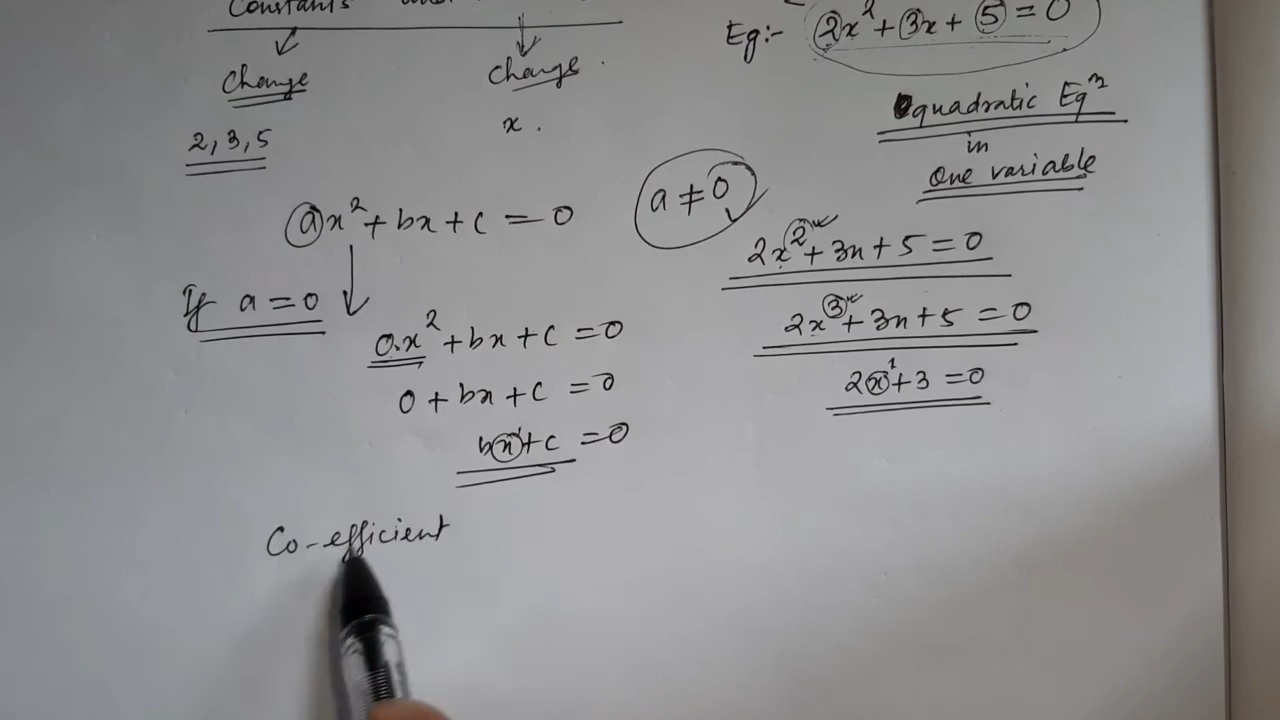 Constants
Change
Change.
2, 3, 5
x.
ax² + bx + c = 0
If a = 0
0.x² + bx + c = 0
0 + bx + c = 0
bx¹ + c = 0
Co-efficient
Eg:- 2x² + 3x + 5 = 0
quadratic Eqⁿ
in
One variable
a ≠ 0
2x² + 3x + 5 = 0
2x³ + 3x + 5 = 0
2x¹ + 3 = 0